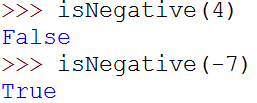 >>> isNegative(4)
False
>>> isNegative(-7)
True